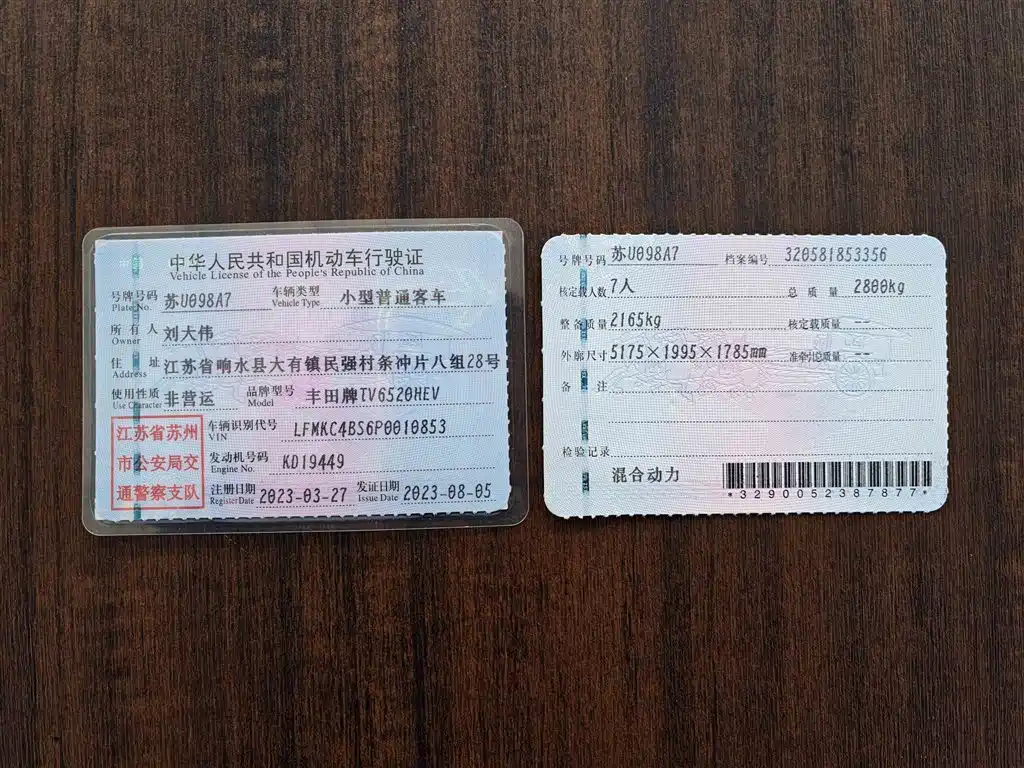 中华人民共和国机动车行驶证
Vehicle License of the People's Republic of China
号牌号码 苏U098A7 车辆类型 小型普通客车
Plate No. Vehicle Type
所有人 刘大伟
Owner
住址 江苏省响水县大有镇民强村条冲片八组28号
Address
使用性质 非营运 品牌型号 丰田牌TV6520HEV
Use Character Model
江苏省苏州
市公安局交
通警察支队
车辆识别代号 LFMKC4BS6P0010853
VIN
发动机号码 KD19449
Engine No.
注册日期 2023-03-27 发证日期 2023-08-05
Register Date Issue Date
号牌号码 苏U098A7 档案编号 320581853356
核定载人数 7人 总质量 2800kg
整备质量 2165kg 核定载质量 --
外廓尺寸 5175×1995×1785mm 准牵引总质量 --
备注
检验记录
混合动力
*3290052387877*